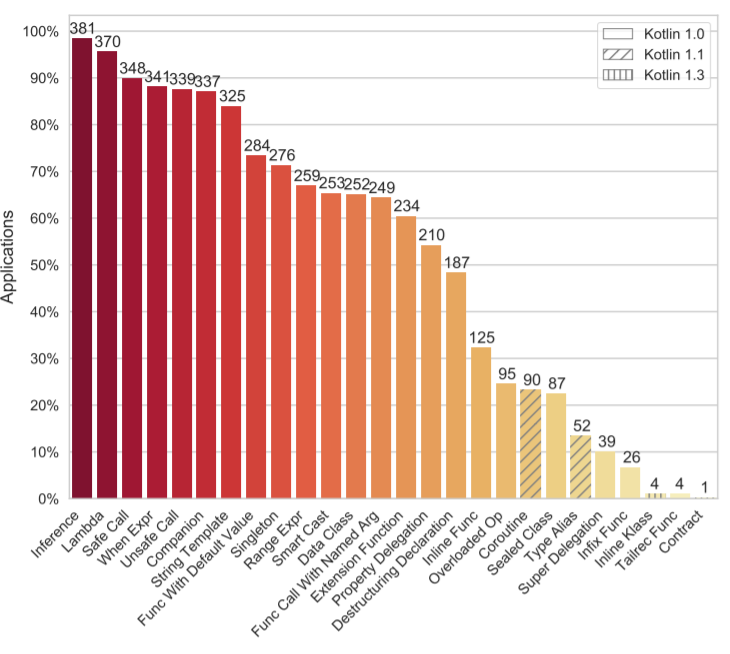 381
370
348
341
339
337
325
284
276
259
253
252
249
234
210
187
125
95
90
87
52
39
26
4
4
1
Kotlin 1.0
Kotlin 1.1
Kotlin 1.3
100%
90%
80%
70%
60%
50%
40%
30%
20%
10%
0%
Applications
Inference
Lambda
Safe Call
When Expr
Unsafe Call
Companion
String Template
Func With Default Value
Singleton
Range Expr
Smart Cast
Data Class
Func Call With Named Arg
Extension Function
Property Delegation
Destructuring Declaration
Inline Func
Overloaded Op
Coroutine
Sealed Class
Type Alias
Super Delegation
Infix Func
Inline Klass
Tailrec Func
Contract